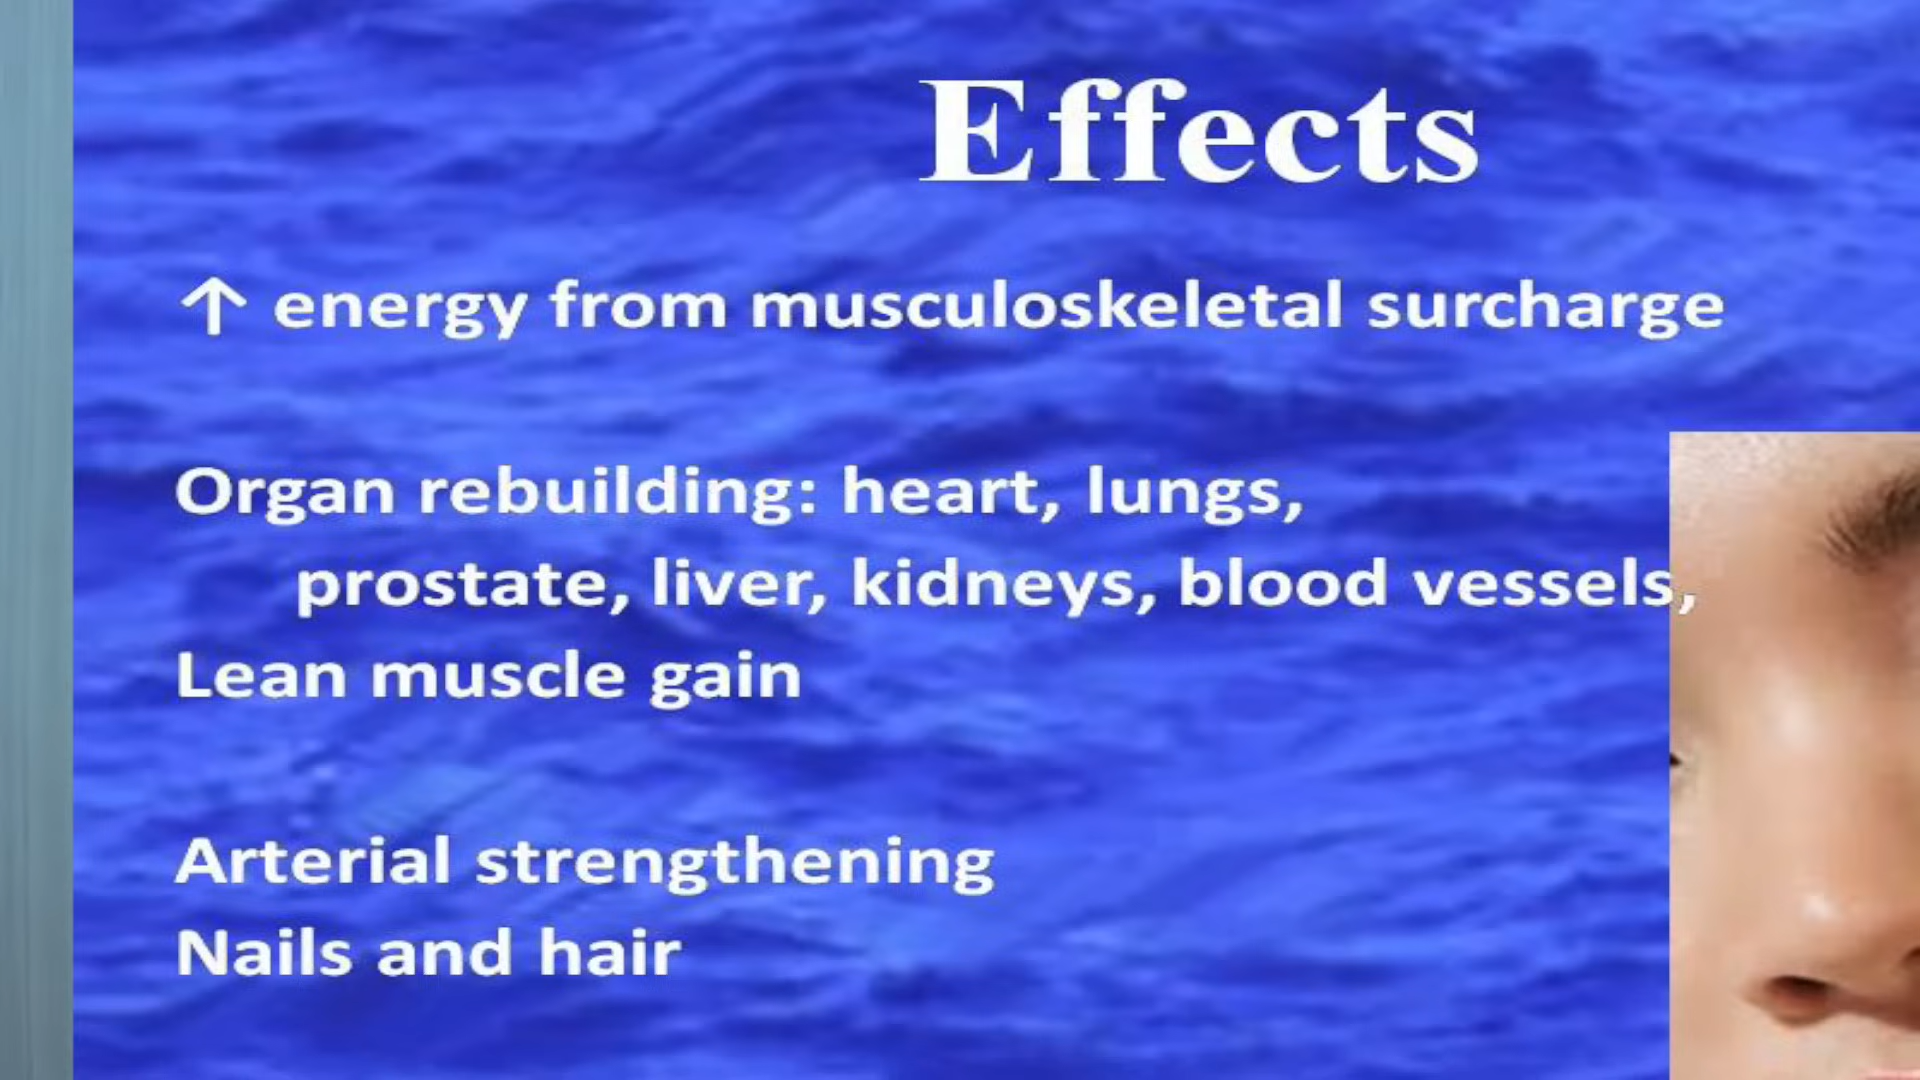 Effects
↑ energy from musculoskeletal surcharge
Organ rebuilding: heart, lungs,
prostate, liver, kidneys, blood vessels,
Lean muscle gain
Arterial strengthening
Nails and hair